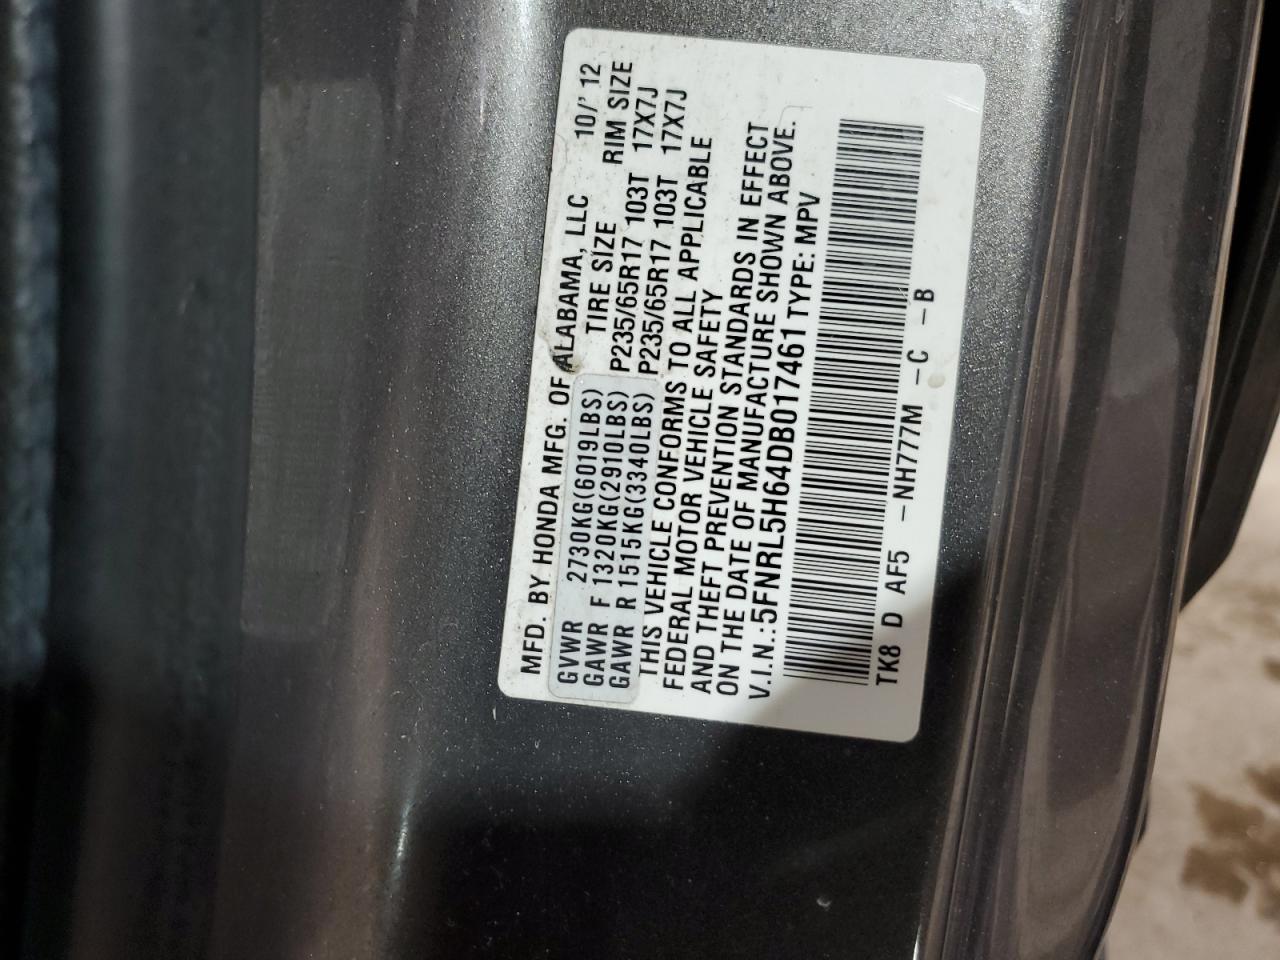 MFD. BY HONDA MFG. OF ALABAMA, LLC 10/' 12
GVWR 2730KG(6019LBS) TIRE SIZE RIM SIZE
GAWR F 1320KG(2910LBS) P235/65R17 103T 17X7J
GAWR R 1515KG(3340LBS) P235/65R17 103T 17X7J
THIS VEHICLE CONFORMS TO ALL APPLICABLE
FEDERAL MOTOR VEHICLE SAFETY
AND THEFT PREVENTION STANDARDS IN EFFECT
ON THE DATE OF MANUFACTURE SHOWN ABOVE.
V.I.N.:5FNRL5H64DB017461 TYPE: MPV
TK8 D AF5 -NH777M -C -B